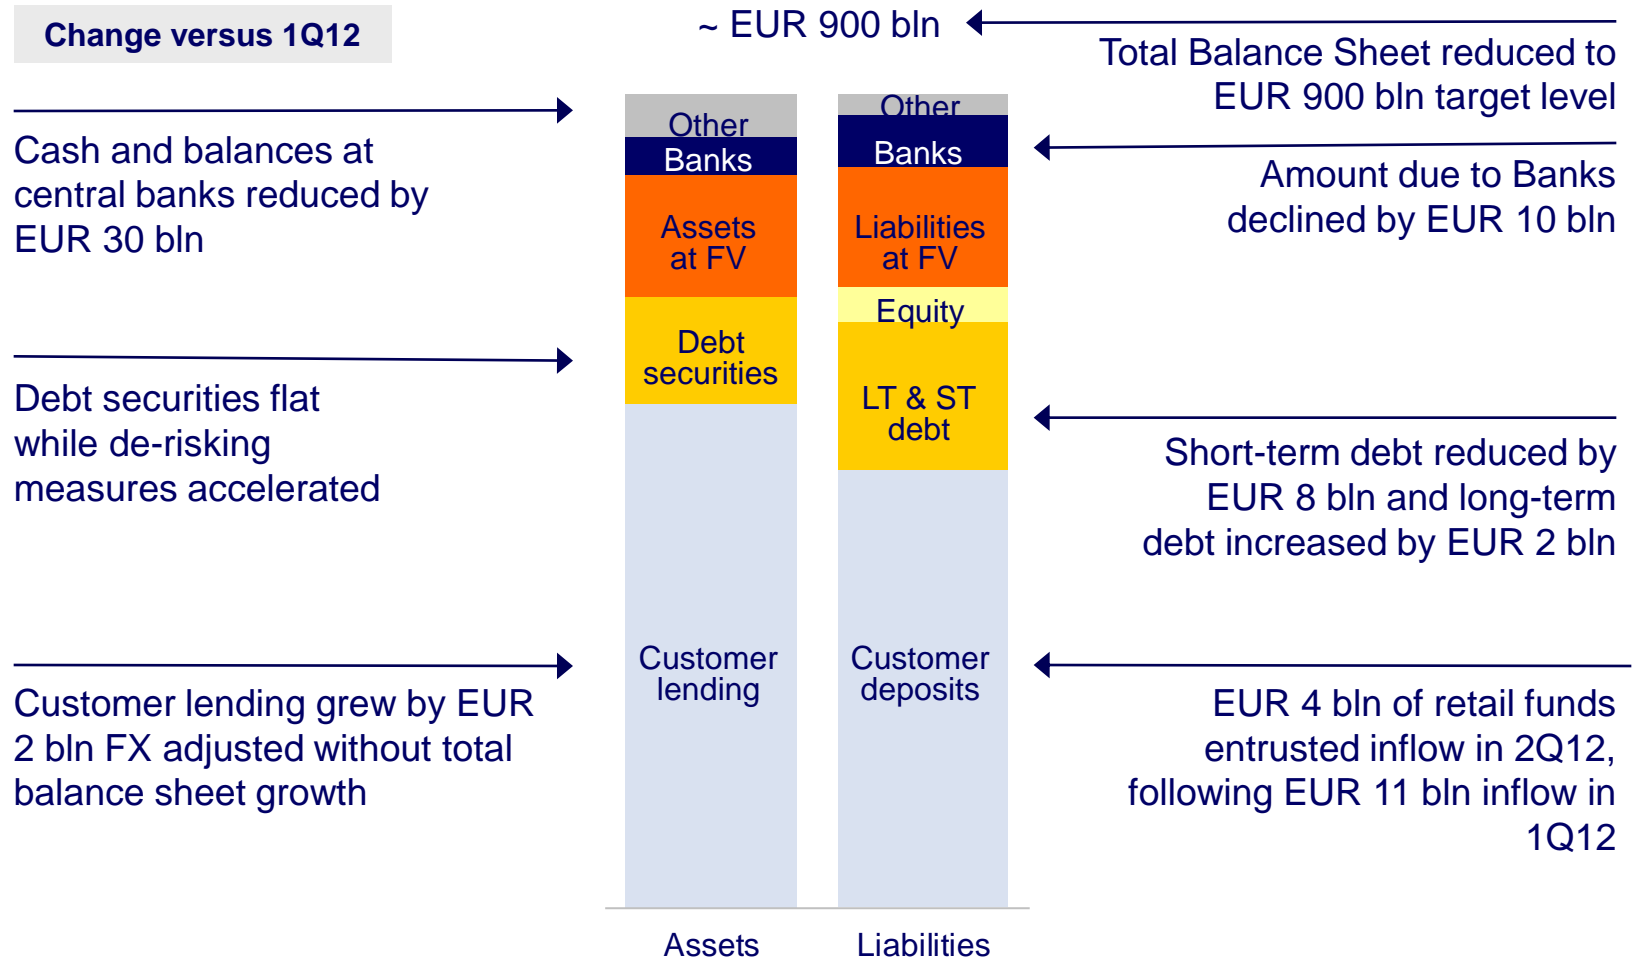 Change versus 1Q12
~ EUR 900 bln
Total Balance Sheet reduced to
EUR 900 bln target level
Cash and balances at
central banks reduced by
EUR 30 bln
Debt securities flat
while de-risking
measures accelerated
Customer lending grew by EUR
2 bln FX adjusted without total
balance sheet growth
Other
Banks
Assets
at FV
Debt
securities
Customer
lending
Assets
Other
Banks
Liabilities
at FV
Equity
LT & ST
debt
Customer
deposits
Liabilities
Amount due to Banks
declined by EUR 10 bln
Short-term debt reduced by
EUR 8 bln and long-term
debt increased by EUR 2 bln
EUR 4 bln of retail funds
entrusted inflow in 2Q12,
following EUR 11 bln inflow in
1Q12